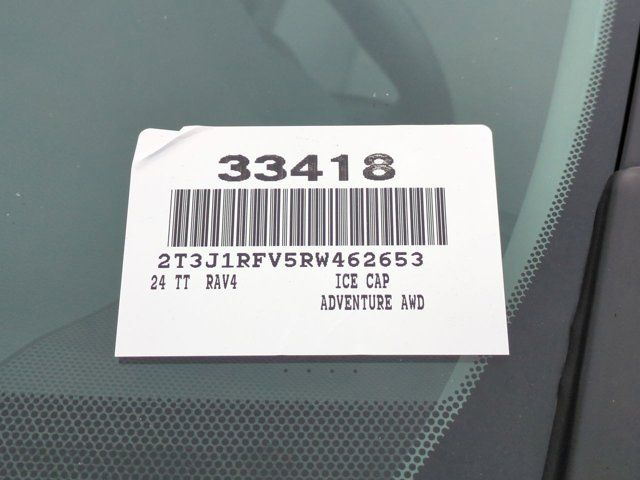 33418
2T3J1RFV5RW462653
24 TT RAV4 ICE CAP
ADVENTURE AWD